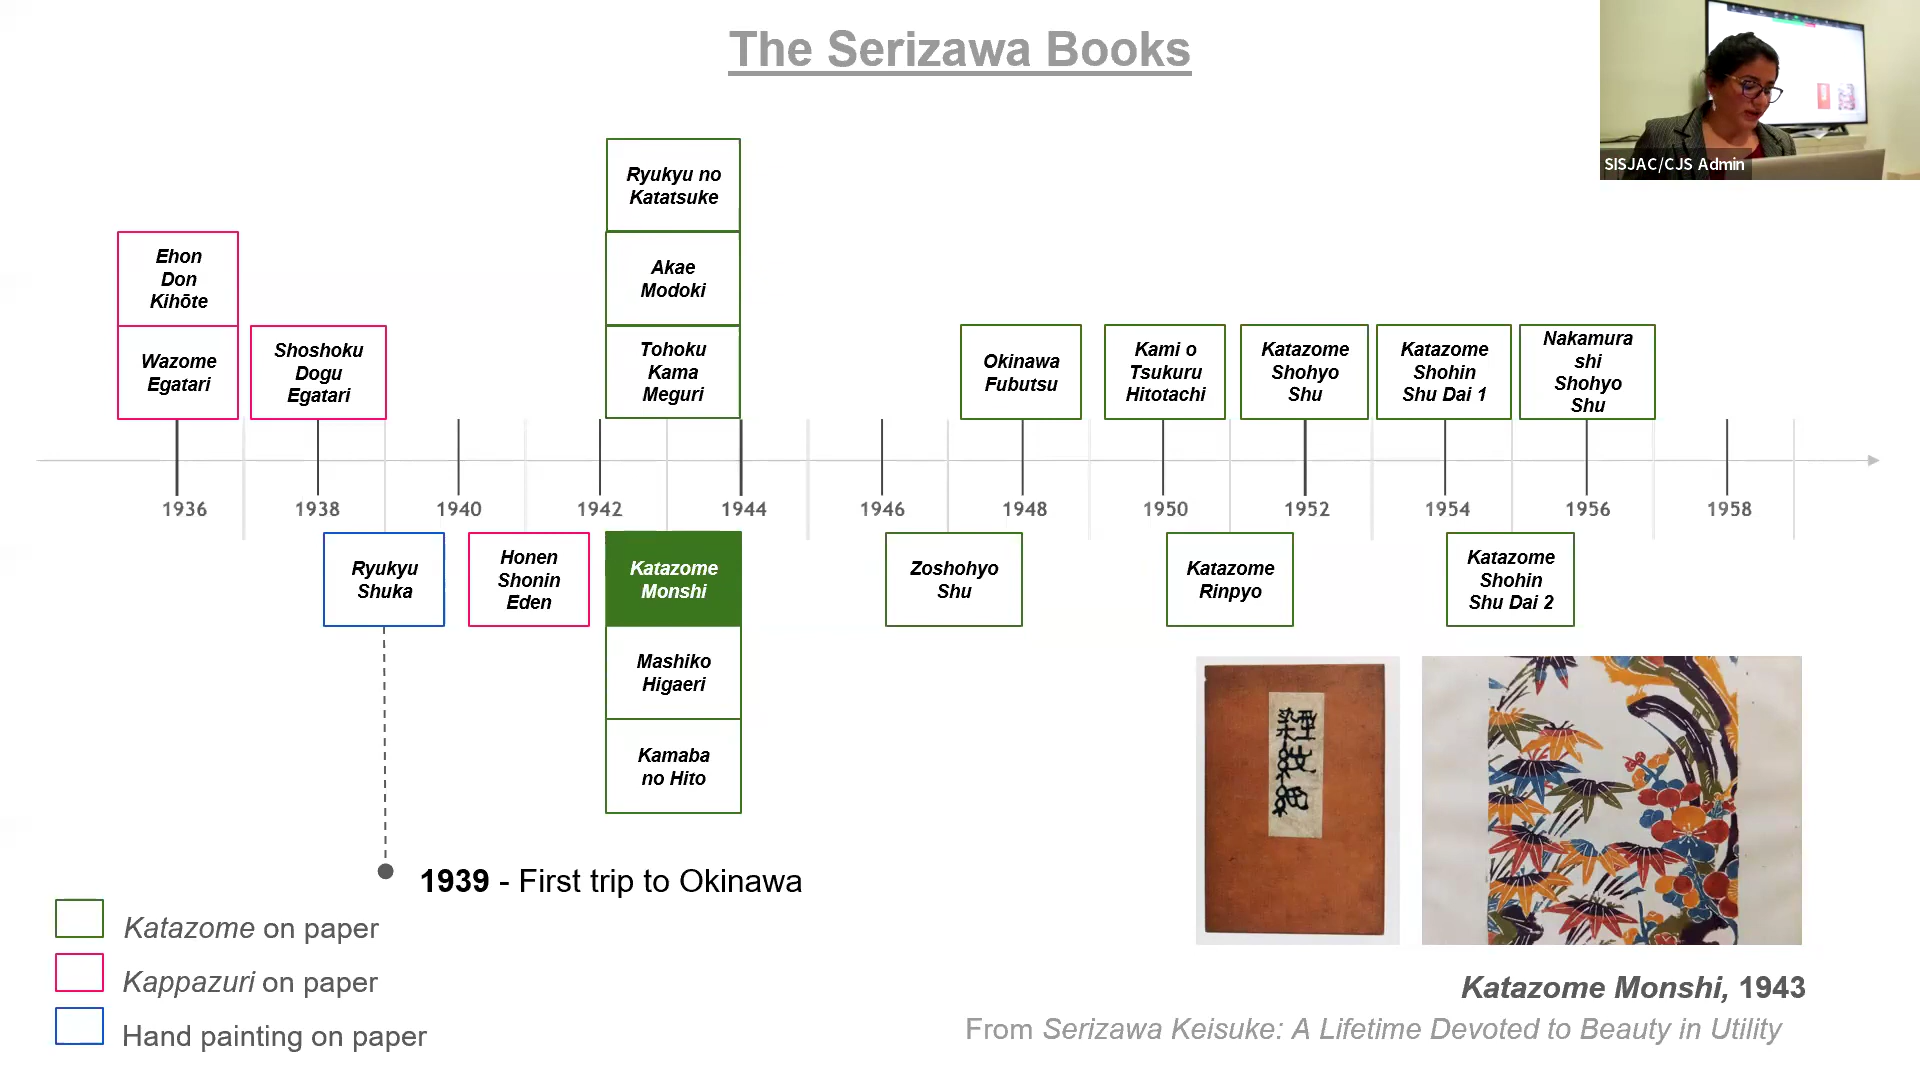 The Serizawa Books
SISJAC/CJS Admin
Ryukyu no
Katatsuke
Ehon
Don
Kihōte
Akae
Modoki
Wazome
Egatari
Shoshoku
Dogu
Egatari
Tohoku
Kama
Meguri
Okinawa
Fubutsu
Kami o
Tsukuru
Hitotachi
Katazome
Shohyo
Shu
Katazome
Shohin
Shu Dai 1
Nakamura
shi
Shohyo
Shu
1936
1938
1940
1942
1944
1946
1948
1950
1952
1954
1956
1958
Ryukyu
Shuka
Honen
Shonin
Eden
Katazome
Monshi
Zoshohyo
Shu
Katazome
Rinpyo
Katazome
Shohin
Shu Dai 2
Mashiko
Higaeri
Kamaba
no Hito
1939 - First trip to Okinawa
Katazome on paper
Kappazuri on paper
Hand painting on paper
Katazome Monshi, 1943
From Serizawa Keisuke: A Lifetime Devoted to Beauty in Utility